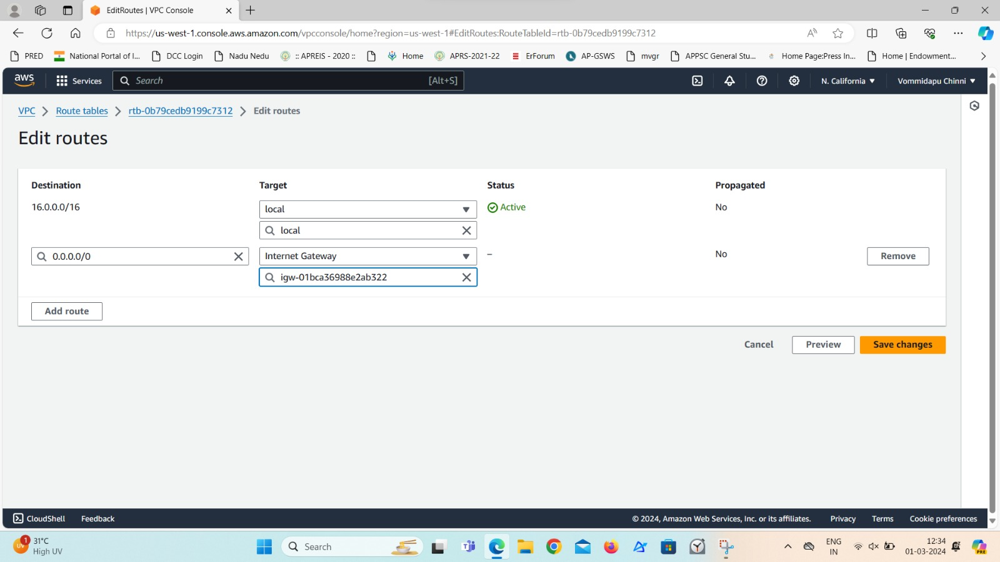 EditRoutes | VPC Console
https://us-west-1.console.aws.amazon.com/vpcconsole/home?region=us-west-1#EditRoutes:RouteTableId=rtb-0b79cedb9199c7312
PRED National Portal of I... DCC Login Nadu Nedu :: APREIS - 2020 :: Home APRS-2021-22 ErForum AP-GSWS mvgr APPSC General Stu... Home Page:Press In... Home | Endowment...
aws Services Search [Alt+S] N. California Vommidapu Chinni
VPC Route tables rtb-0b79cedb9199c7312 Edit routes
Edit routes
Destination Target Status Propagated
16.0.0.0/16 local Active No
local
0.0.0.0/0 Internet Gateway – No Remove
igw-01bca36988e2ab322
Add route
Cancel Preview Save changes
CloudShell Feedback © 2024, Amazon Web Services, Inc. or its affiliates. Privacy Terms Cookie preferences
1 31°C ENG 12:34
UV High UV Search IN 01-03-2024 PRE